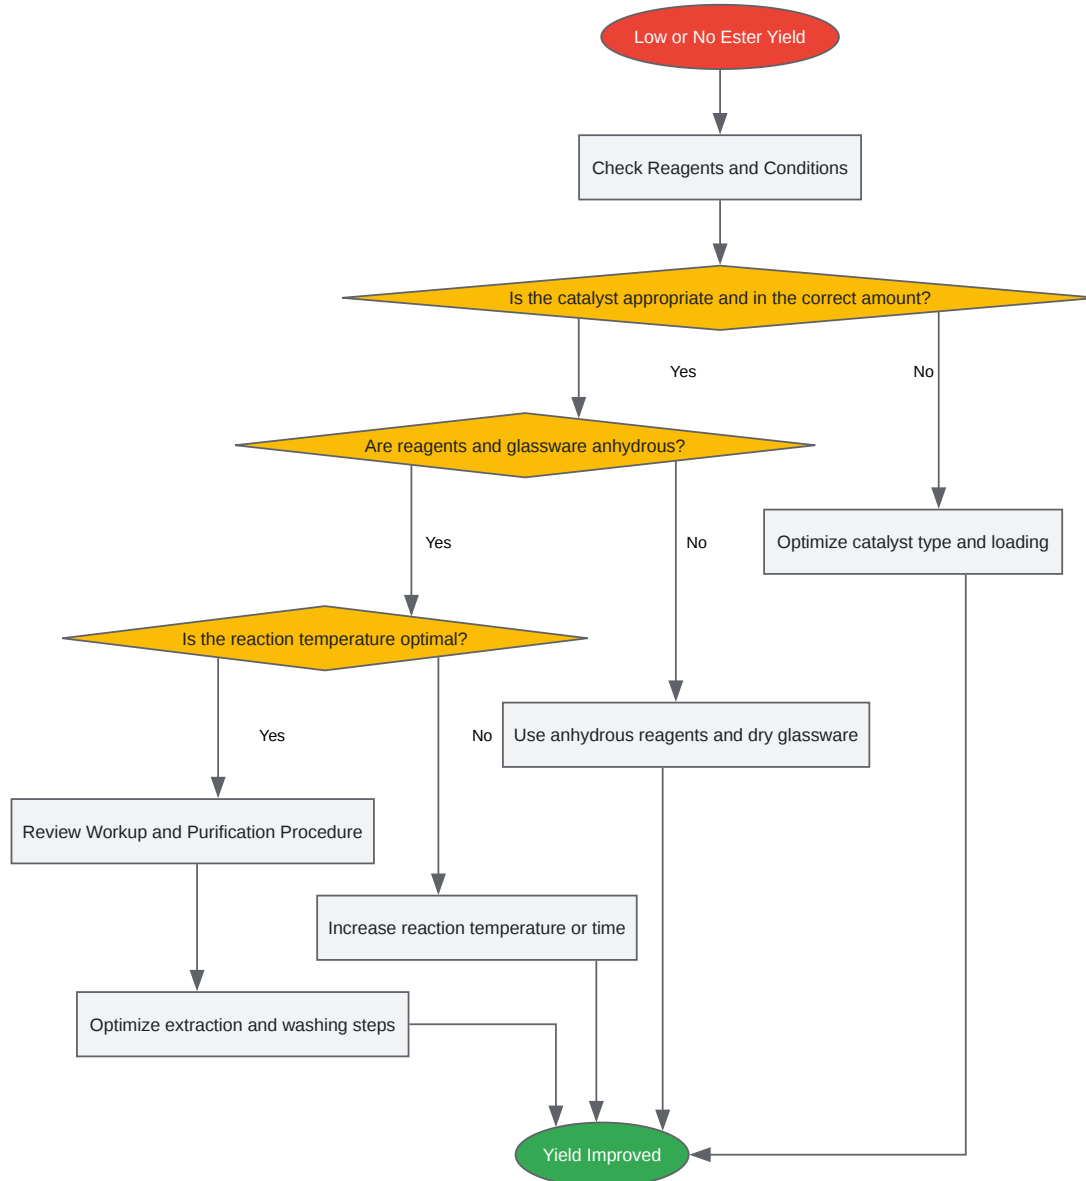 Low or No Ester Yield
Check Reagents and Conditions
Is the catalyst appropriate and in the correct amount?
Yes
No
Are reagents and glassware anhydrous?
Yes
No
Optimize catalyst type and loading
Is the reaction temperature optimal?
Yes
No
Use anhydrous reagents and dry glassware
Review Workup and Purification Procedure
Increase reaction temperature or time
Optimize extraction and washing steps
Yield Improved